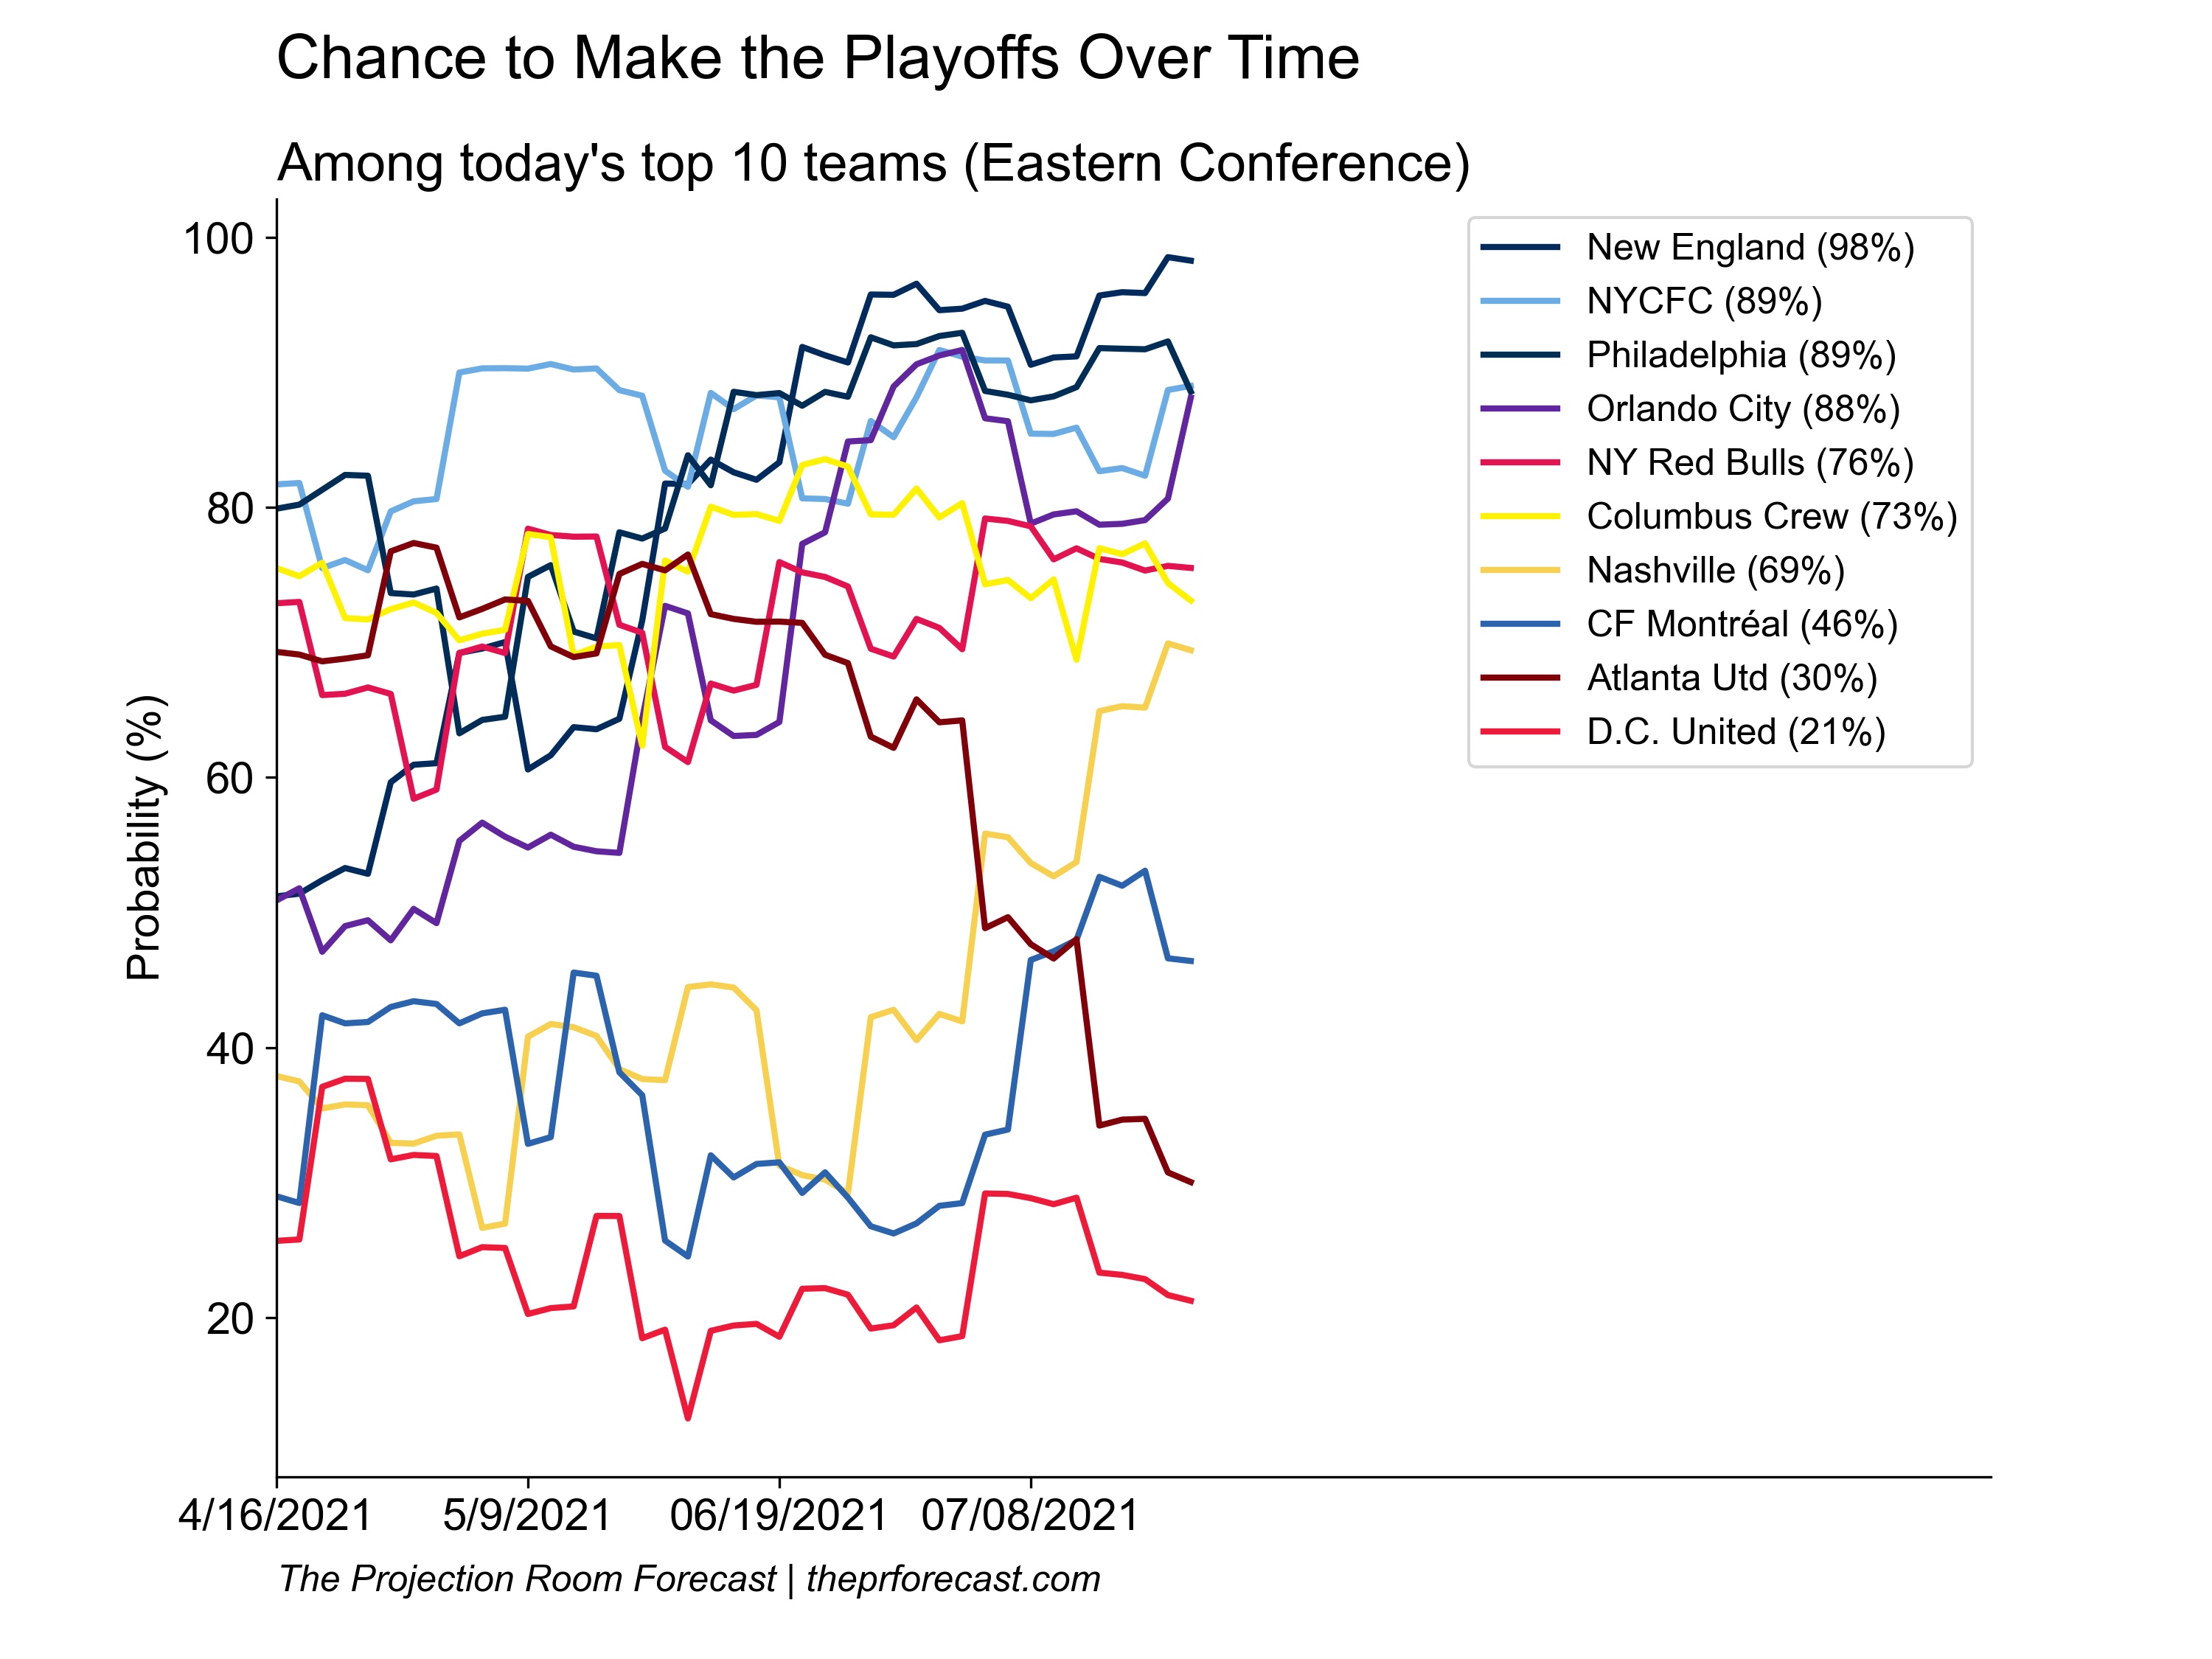 Chance to Make the Playoffs Over Time
Among today's top 10 teams (Eastern Conference)
100
80
60
40
20
Probability (%)
New England (98%)
NYCFC (89%)
Philadelphia (89%)
Orlando City (88%)
NY Red Bulls (76%)
Columbus Crew (73%)
Nashville (69%)
CF Montréal (46%)
Atlanta Utd (30%)
D.C. United (21%)
4/16/2021 5/9/2021 06/19/2021 07/08/2021
The Projection Room Forecast | theprforecast.com